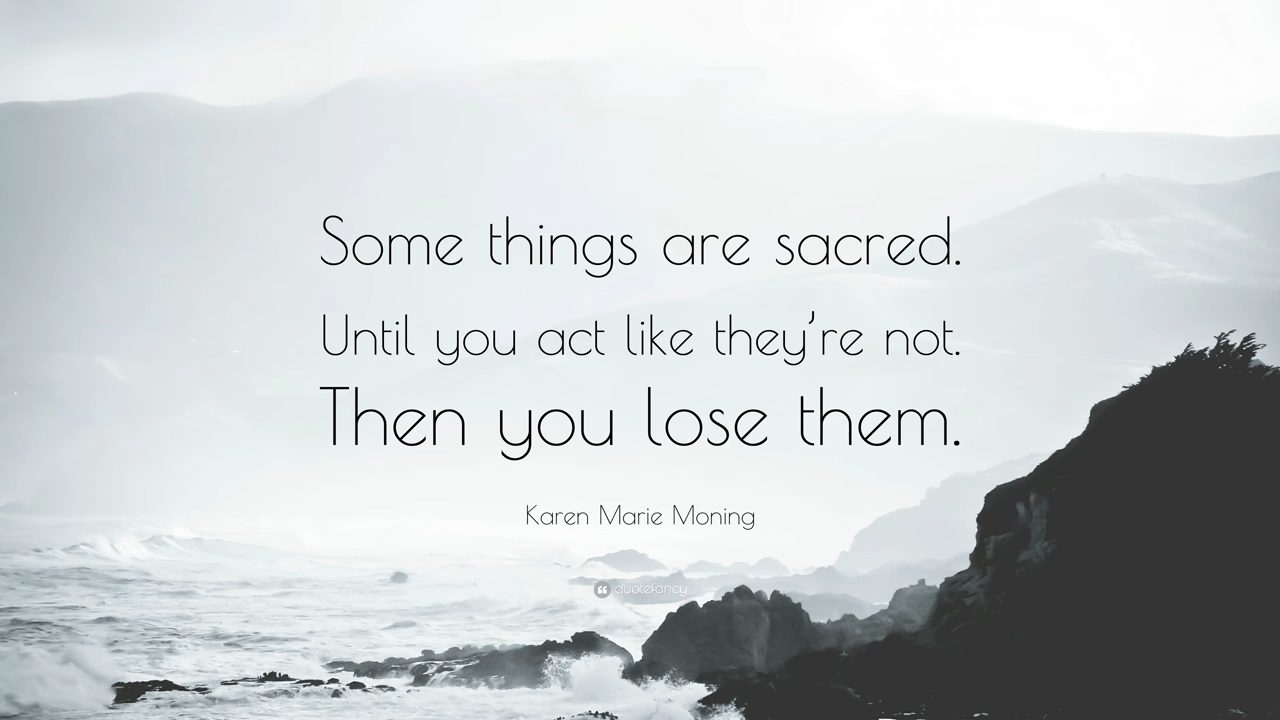 Some things are sacred.
Until you act like they’re not.
Then you lose them.
Karen Marie Moning
quotefancy